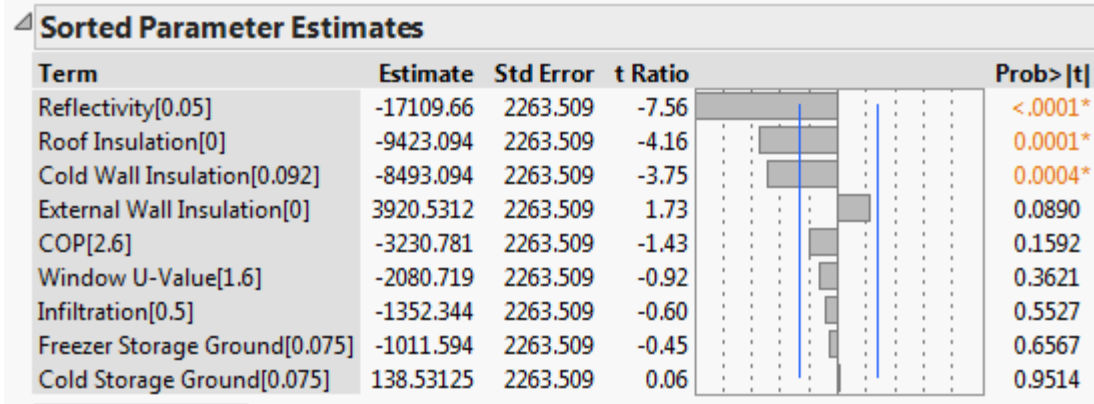 Sorted Parameter Estimates
Term Estimate Std Error t Ratio Prob>|t|
Reflectivity[0.05] -17109.66 2263.509 -7.56 <.0001*
Roof Insulation[0] -9423.094 2263.509 -4.16 0.0001*
Cold Wall Insulation[0.092] -8493.094 2263.509 -3.75 0.0004*
External Wall Insulation[0] 3920.5312 2263.509 1.73 0.0890
COP[2.6] -3230.781 2263.509 -1.43 0.1592
Window U-Value[1.6] -2080.719 2263.509 -0.92 0.3621
Infiltration[0.5] -1352.344 2263.509 -0.60 0.5527
Freezer Storage Ground[0.075] -1011.594 2263.509 -0.45 0.6567
Cold Storage Ground[0.075] 138.53125 2263.509 0.06 0.9514